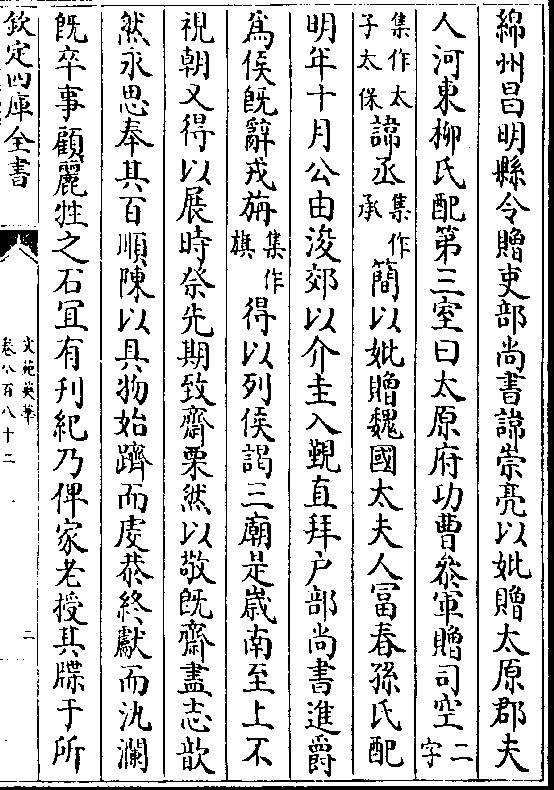 綿州昌明縣令贈吏部尚書諱崇亮以妣贈太原郡夫
人河東柳氏配第三室曰太原府功曹叅軍贈司空二字
集作太子太保諱丞集作承簡以妣贈魏國太夫人富春孫氏配
明年十月公由浚郊以介圭入覲直拜户部尚書進爵
為侯旣辭戎旃集作旗得以列侯謁三廟是歲南至上不
視朝又得以展時祭先期致齋栗然以敬旣齋盡志歆
然永思奉其百順陳以具物始躋而虔恭終獻而汍瀾
旣卒事顧麗牲之石宜有刋紀乃俾家老授其牒于所
欽定四庫全書
文苑英華
卷八百八十二
二